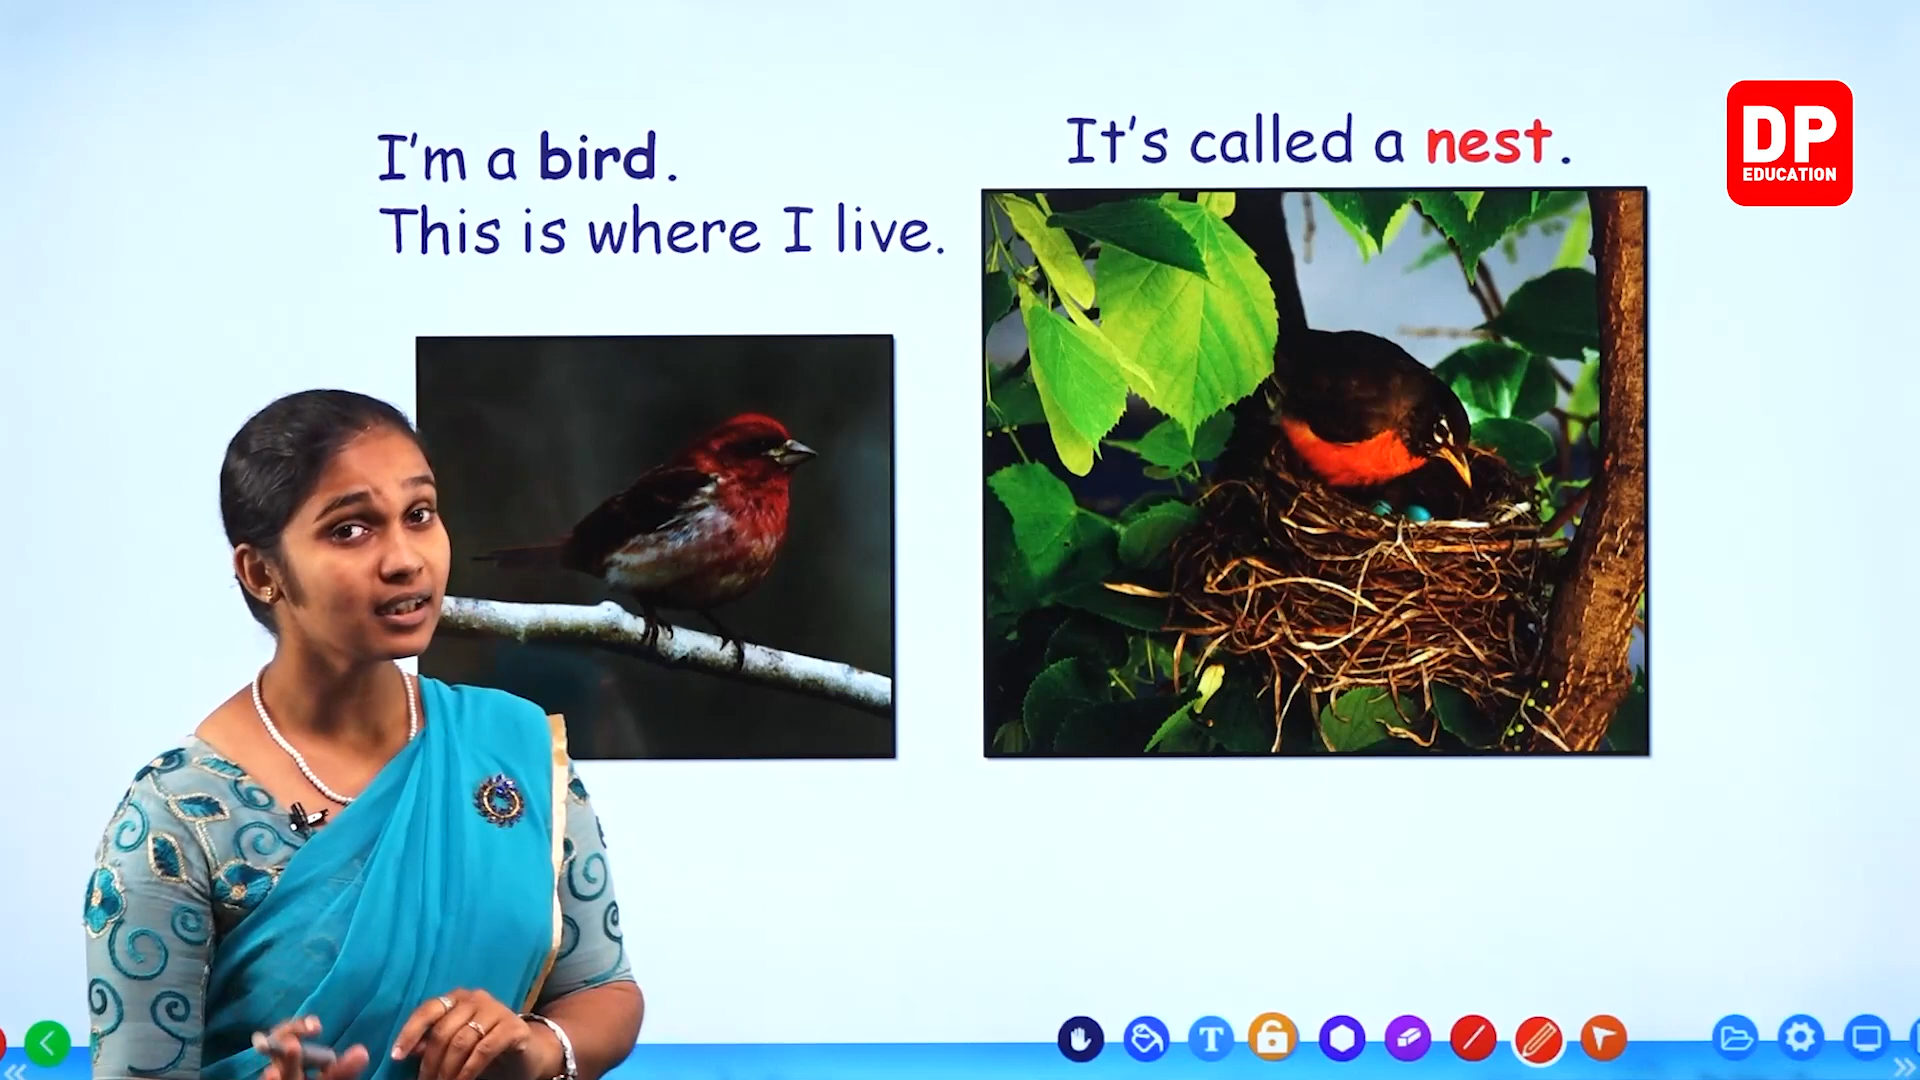 I'm a bird.
This is where I live.
It's called a nest.
DP
EDUCATION
T